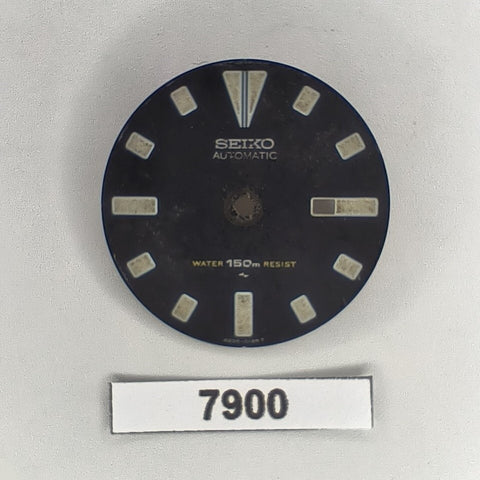 SEIKO
AUTOMATIC
WATER 150m RESIST
7900